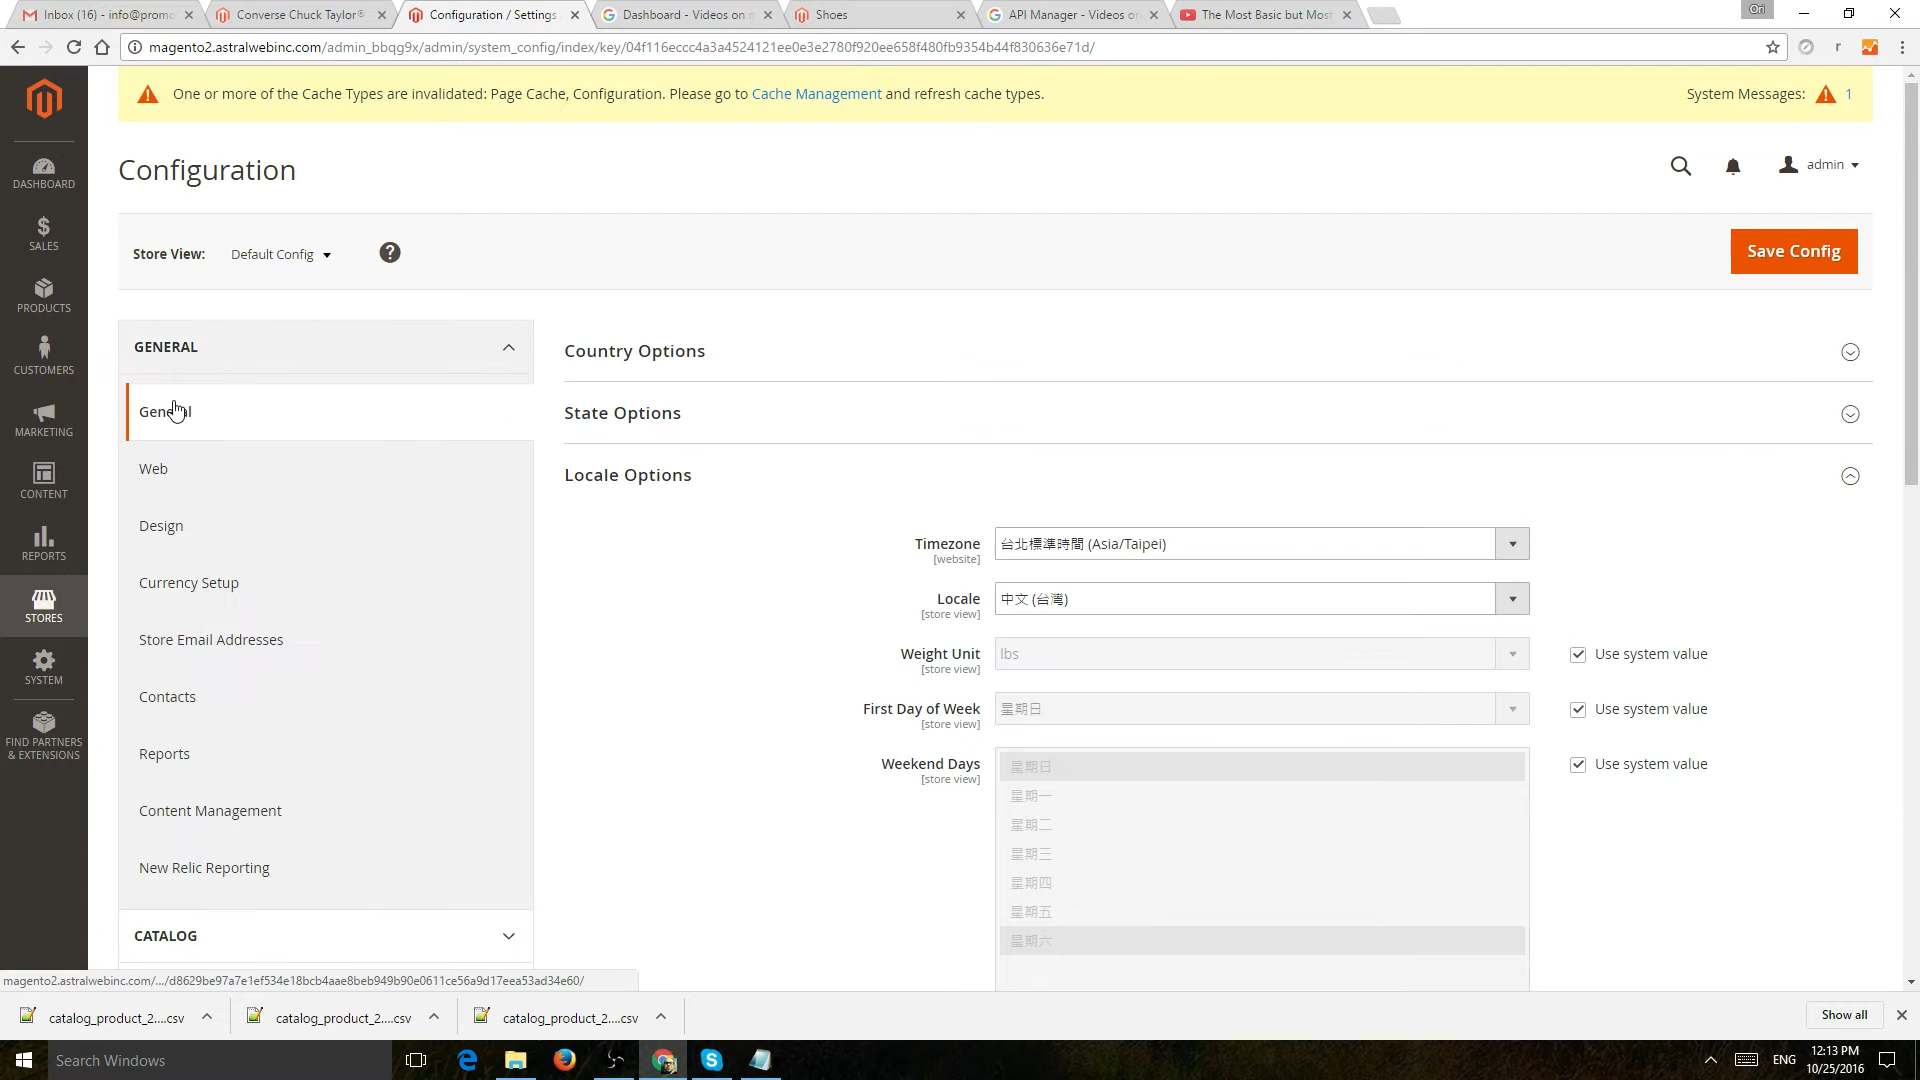 Inbox (16) - info@promo
Converse Chuck Taylor®
Configuration / Settings
Dashboard - Videos on m
Shoes
API Manager - Videos on
The Most Basic but Most
Ori
magento2.astralwebinc.com/admin_bbqg9x/admin/system_config/index/key/04f116eccc4a3a4524121ee0e3e2780f920ee658f480fb9354b44f830636e71d/
One or more of the Cache Types are invalidated: Page Cache, Configuration. Please go to Cache Management and refresh cache types.
System Messages: 1
Configuration
admin
Store View: Default Config
?
Save Config
DASHBOARD
SALES
PRODUCTS
CUSTOMERS
MARKETING
CONTENT
REPORTS
STORES
SYSTEM
FIND PARTNERS
& EXTENSIONS
GENERAL
General
Web
Design
Currency Setup
Store Email Addresses
Contacts
Reports
Content Management
New Relic Reporting
CATALOG
Country Options
State Options
Locale Options
Timezone
[website]
台北標準時間 (Asia/Taipei)
Locale
[store view]
中文 (台灣)
Weight Unit
[store view]
lbs
Use system value
First Day of Week
[store view]
星期日
Use system value
Weekend Days
[store view]
星期日
星期一
星期二
星期三
星期四
星期五
星期六
Use system value
magento2.astralwebinc.com/.../d8629be97a7e1ef534e18bcb4aae8beb949b90e0611ce56a9d17eea53ad34e60/
catalog_product_2....csv
catalog_product_2....csv
catalog_product_2....csv
Show all
Search Windows
ENG
12:13 PM
10/25/2016